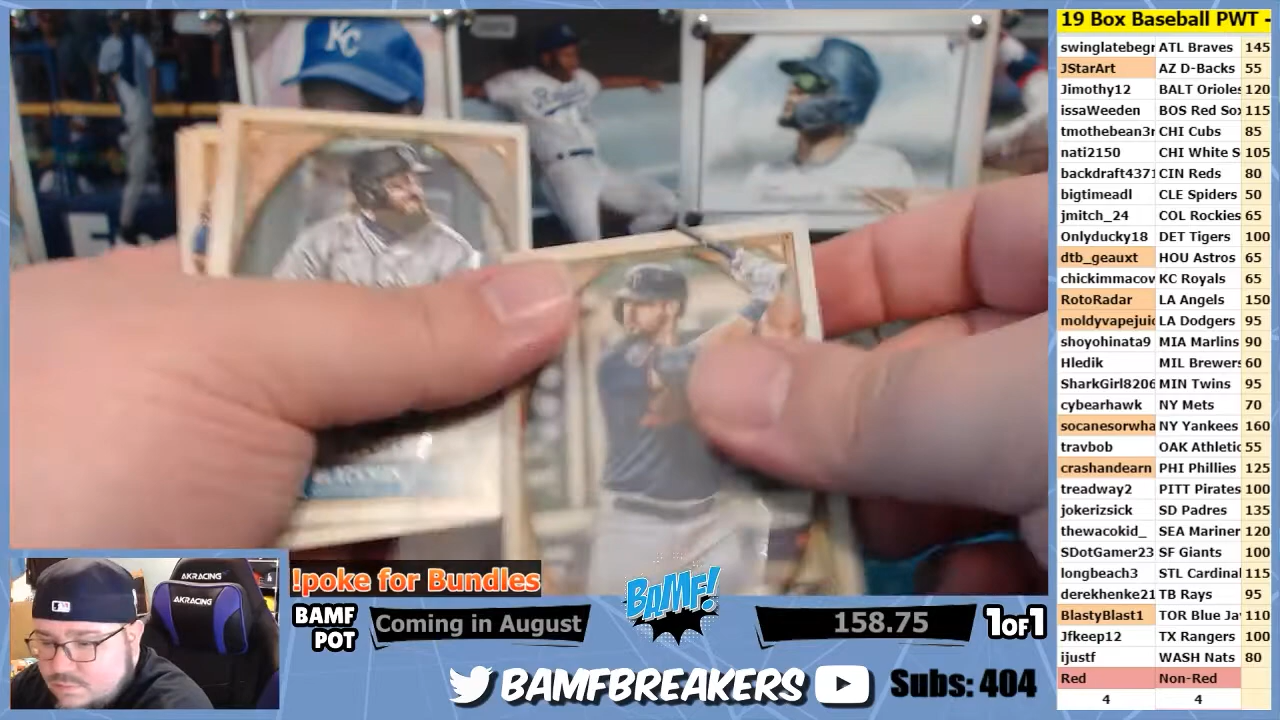 KC
19 Box Baseball PWT -
swinglatebegr ATL Braves 145
JStarArt AZ D-Backs 55
Jimothy12 BALT Orioles 120
issaWeeden BOS Red Sox 115
tmothebean3r CHI Cubs 85
nati2150 CHI White S 105
backdraft4371 CIN Reds 80
bigtimeadl CLE Spiders 50
jmitch_24 COL Rockies 65
Onlyducky18 DET Tigers 100
dtb_geauxt HOU Astros 65
chickimmacov KC Royals 65
RotoRadar LA Angels 150
moldyvapejuic LA Dodgers 95
shoyohinata9 MIA Marlins 90
Hledik MIL Brewers 60
SharkGirl8206 MIN Twins 95
cybearhawk NY Mets 70
socanesorwha NY Yankees 160
travbob OAK Athletic 55
crashandearn PHI Phillies 125
treadway2 PITT Pirates 100
jokerizsick SD Padres 135
thewacokid_ SEA Mariner 120
SDotGamer23 SF Giants 100
longbeach3 STL Cardinal 115
derekhenke21 TB Rays 95
BlastyBlast1 TOR Blue Ja 110
Jfkeep12 TX Rangers 100
ijustf WASH Nats 80
Red Non-Red
4 4
AKRACING
AKRACING
!poke for Bundles
BAMF POT
Coming in August
BAMF!
158.75
1OF1
BAMFBREAKERS
Subs: 404